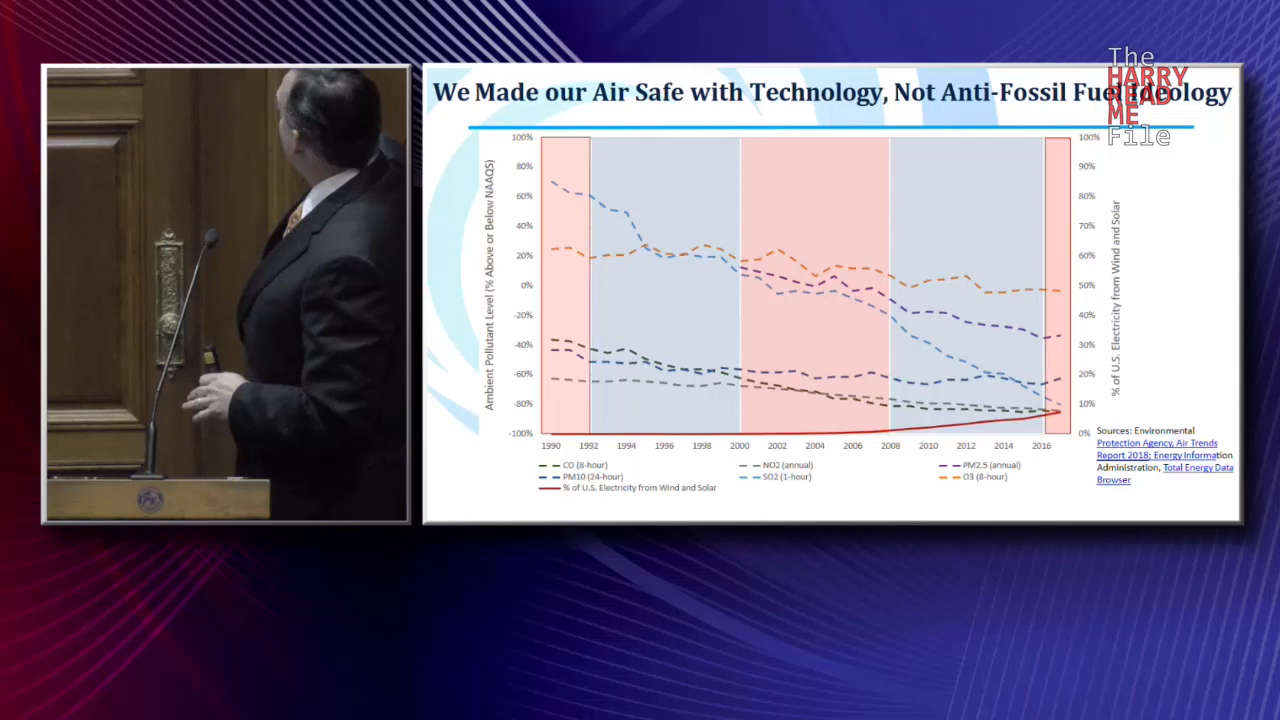 The
HARRY
READ
ME
File
We Made our Air Safe with Technology, Not Anti-Fossil Fuel Ideology
Ambient Pollutant Level (% Above or Below NAAQS)
100%
80%
60%
40%
20%
0%
-20%
-40%
-60%
-80%
-100%
100%
90%
80%
70%
60%
50%
40%
30%
20%
10%
0%
% of U.S. Electricity from Wind and Solar
1990 1992 1994 1996 1998 2000 2002 2004 2006 2008 2010 2012 2014 2016
CO (8-hour) NO2 (annual) PM2.5 (annual)
PM10 (24-hour) SO2 (1-hour) O3 (8-hour)
% of U.S. Electricity from Wind and Solar
Sources: Environmental
Protection Agency, Air Trends
Report 2018; Energy Information
Administration, Total Energy Data
Browser